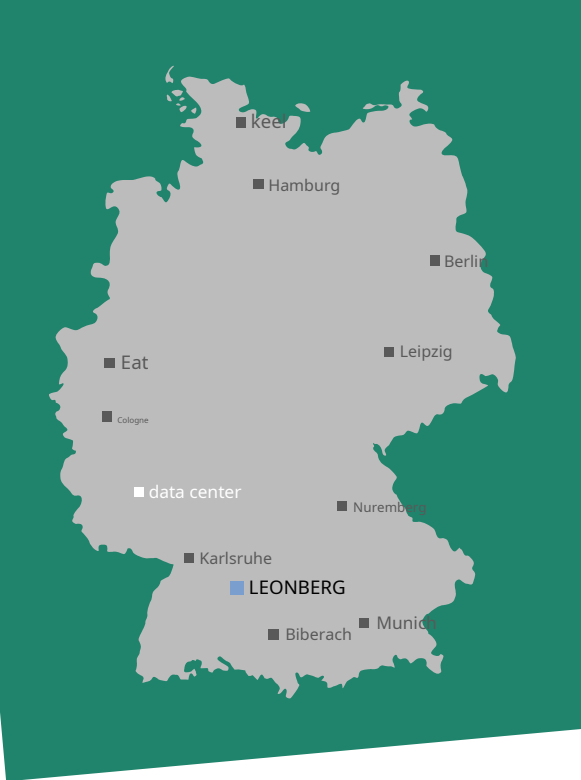 keel
Hamburg
Berlin
Leipzig
Eat
Cologne
data center
Nuremberg
Karlsruhe
LEONBERG
Munich
Biberach